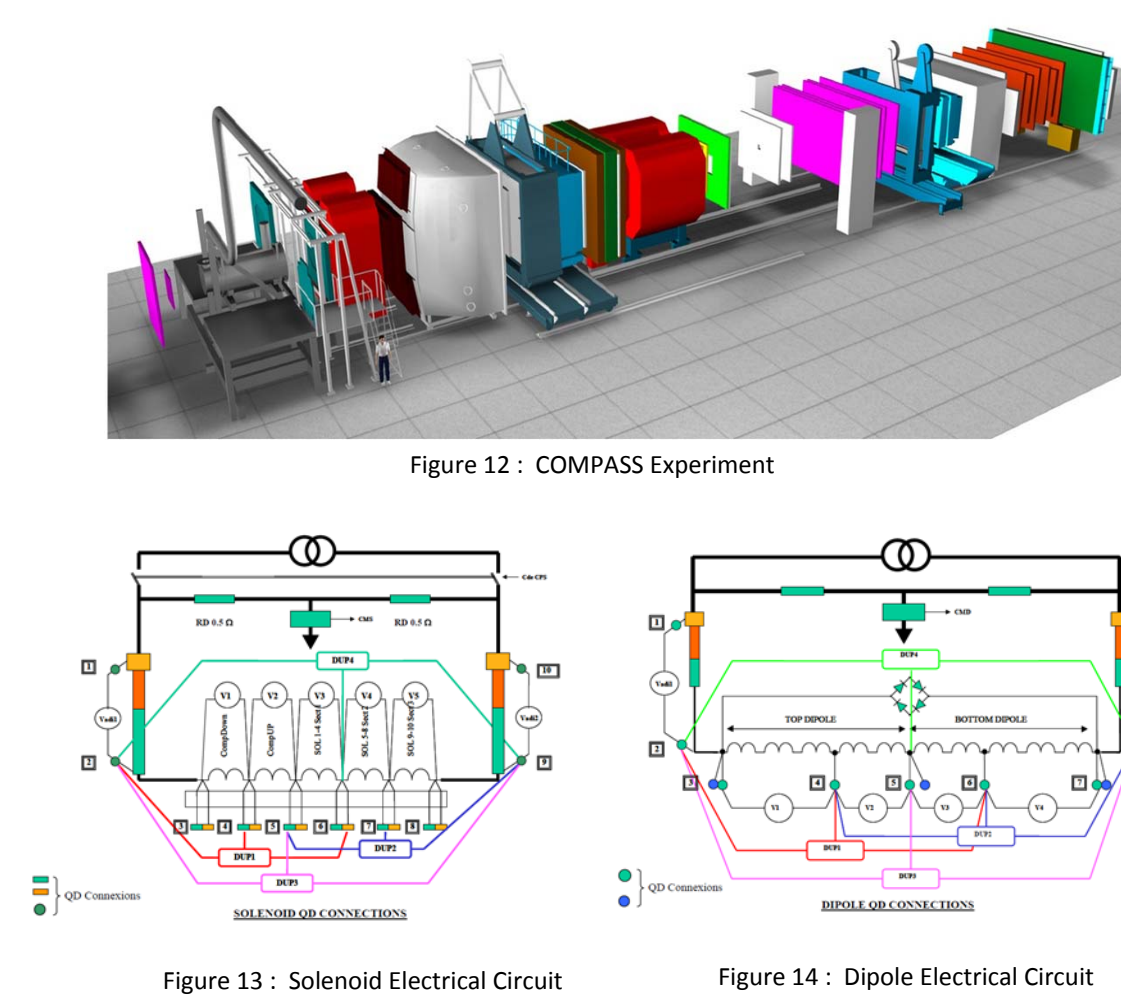 Figure 12 : COMPASS Experiment
Cde CPS
RD 0.5 Ω
CMS
RD 0.5 Ω
1
DUP4
10
V1
V2
V3
V4
V5
Vadi1
CompDown
CompUP
SOL 1-4 Sect 1
SOL 5-8 Sect 2
SOL 9-10 Sect 3
Vadi2
2
9
3
4
5
6
7
8
DUP1
DUP2
DUP3
QD Connexions
SOLENOID QD CONNECTIONS
Figure 13 : Solenoid Electrical Circuit
CMD
1
DUP4
Vadi1
TOP DIPOLE
BOTTOM DIPOLE
2
3
4
5
6
7
V1
V2
V3
V4
DUP1
DUP2
DUP3
QD Connexions
DIPOLE QD CONNECTIONS
Figure 14 : Dipole Electrical Circuit